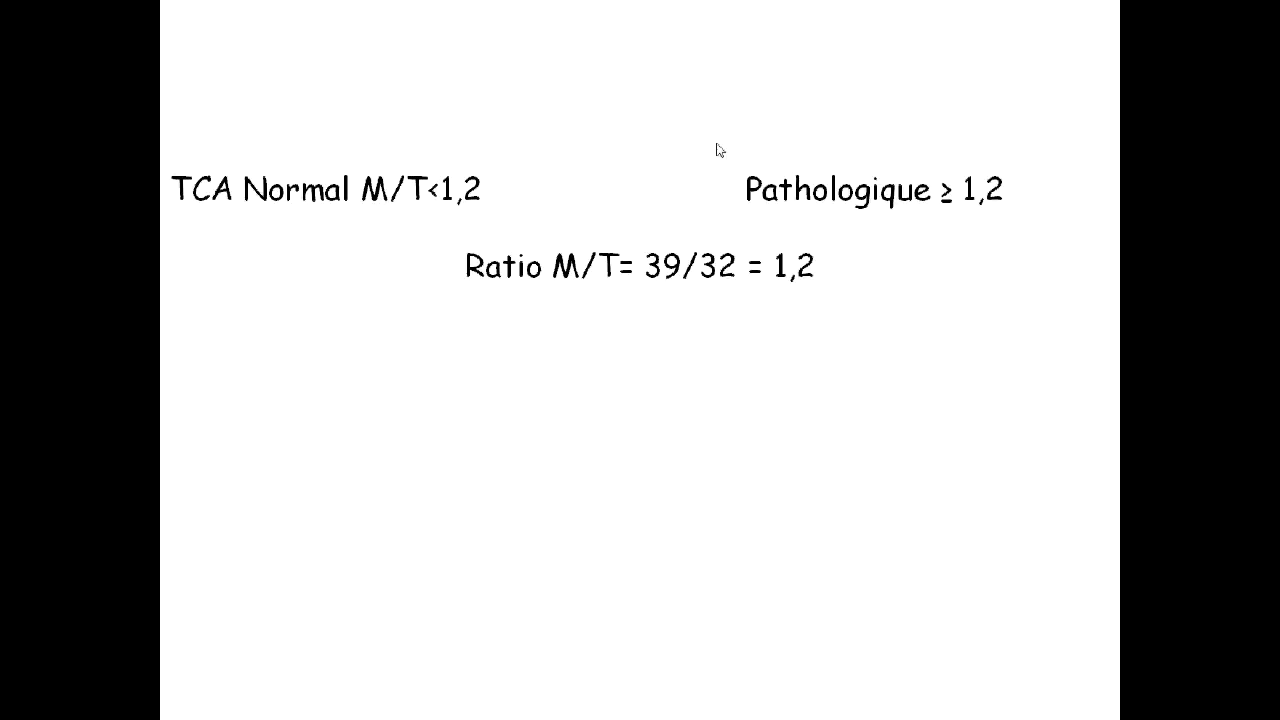 TCA Normal M/T<1,2 Pathologique ≥ 1,2
Ratio M/T= 39/32 = 1,2